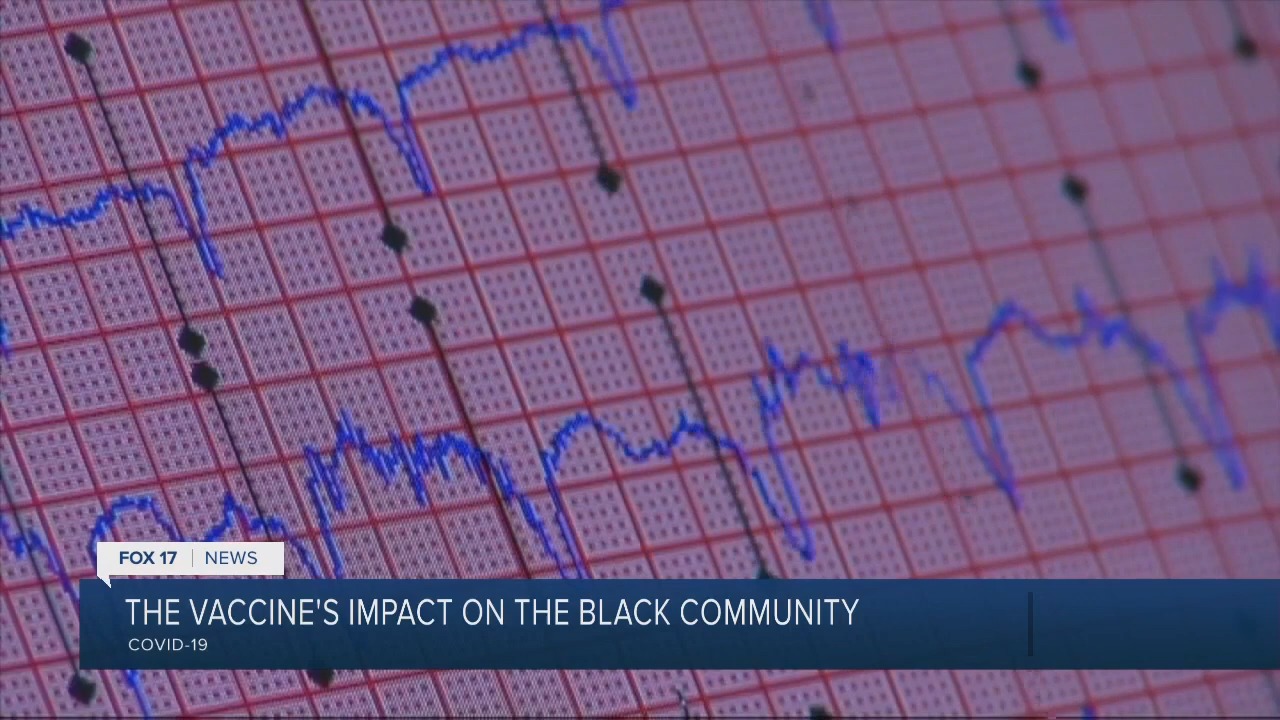 FOX 17 | NEWS
THE VACCINE'S IMPACT ON THE BLACK COMMUNITY
COVID-19